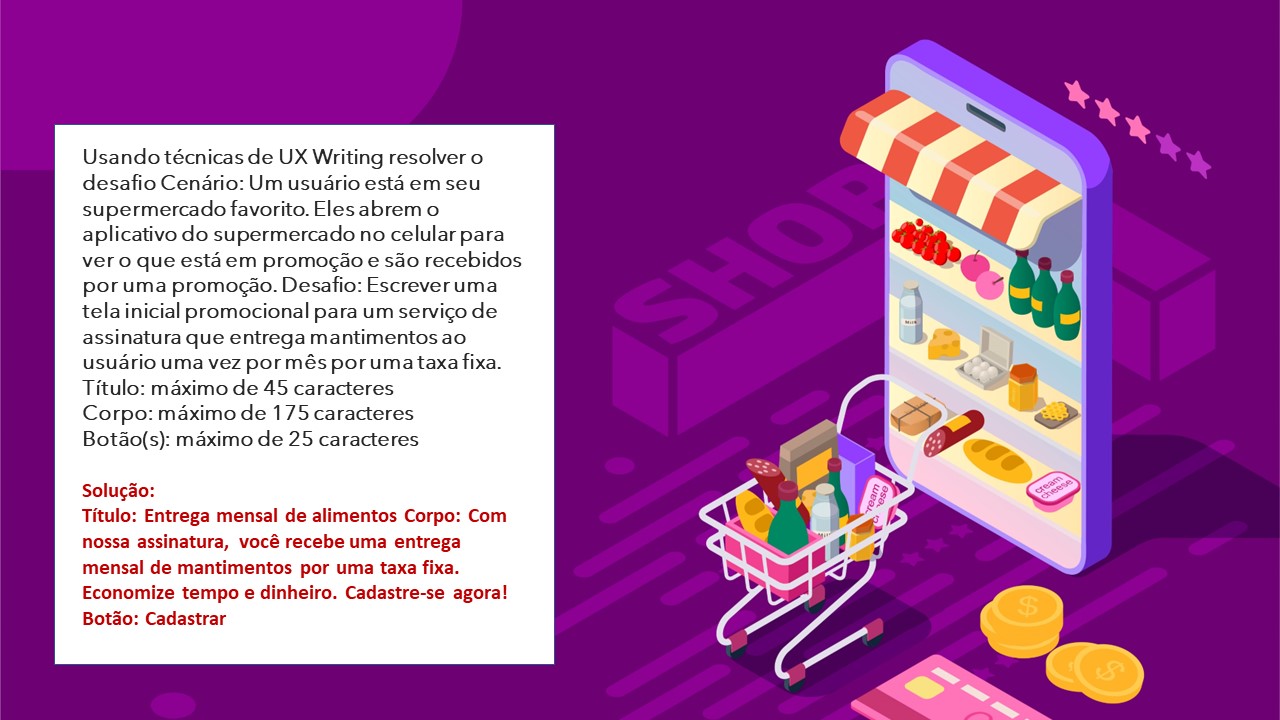 Usando técnicas de UX Writing resolver o
desafio Cenário: Um usuário está em seu
supermercado favorito. Eles abrem o
aplicativo do supermercado no celular para
ver o que está em promoção e são recebidos
por uma promoção. Desafio: Escrever uma
tela inicial promocional para um serviço de
assinatura que entrega mantimentos ao
usuário uma vez por mês por uma taxa fixa.
Título: máximo de 45 caracteres
Corpo: máximo de 175 caracteres
Botão(s): máximo de 25 caracteres
Solução:
Título: Entrega mensal de alimentos Corpo: Com
nossa assinatura, você recebe uma entrega
mensal de mantimentos por uma taxa fixa.
Economize tempo e dinheiro. Cadastre-se agora!
Botão: Cadastrar
SHOP
MILK
cream
cheese
cream
$
$